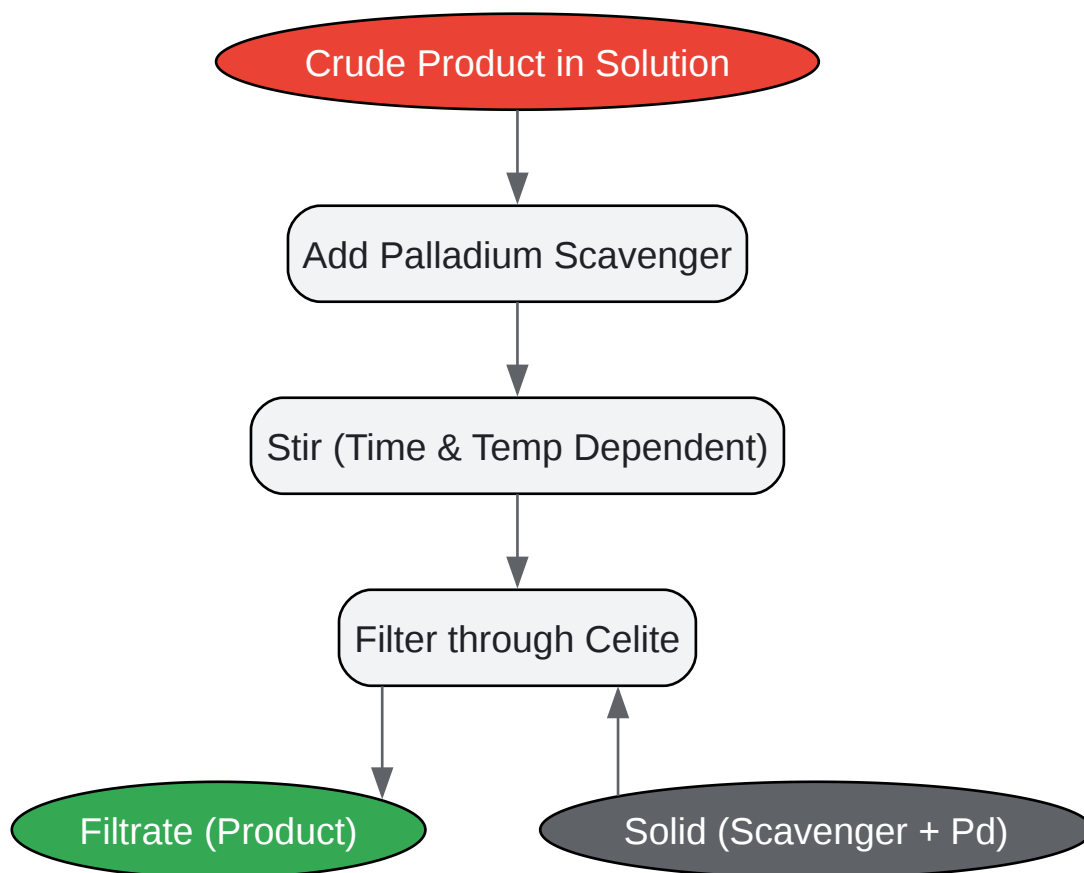 Crude Product in Solution
Add Palladium Scavenger
Stir (Time & Temp Dependent)
Filter through Celite
Filtrate (Product)
Solid (Scavenger + Pd)